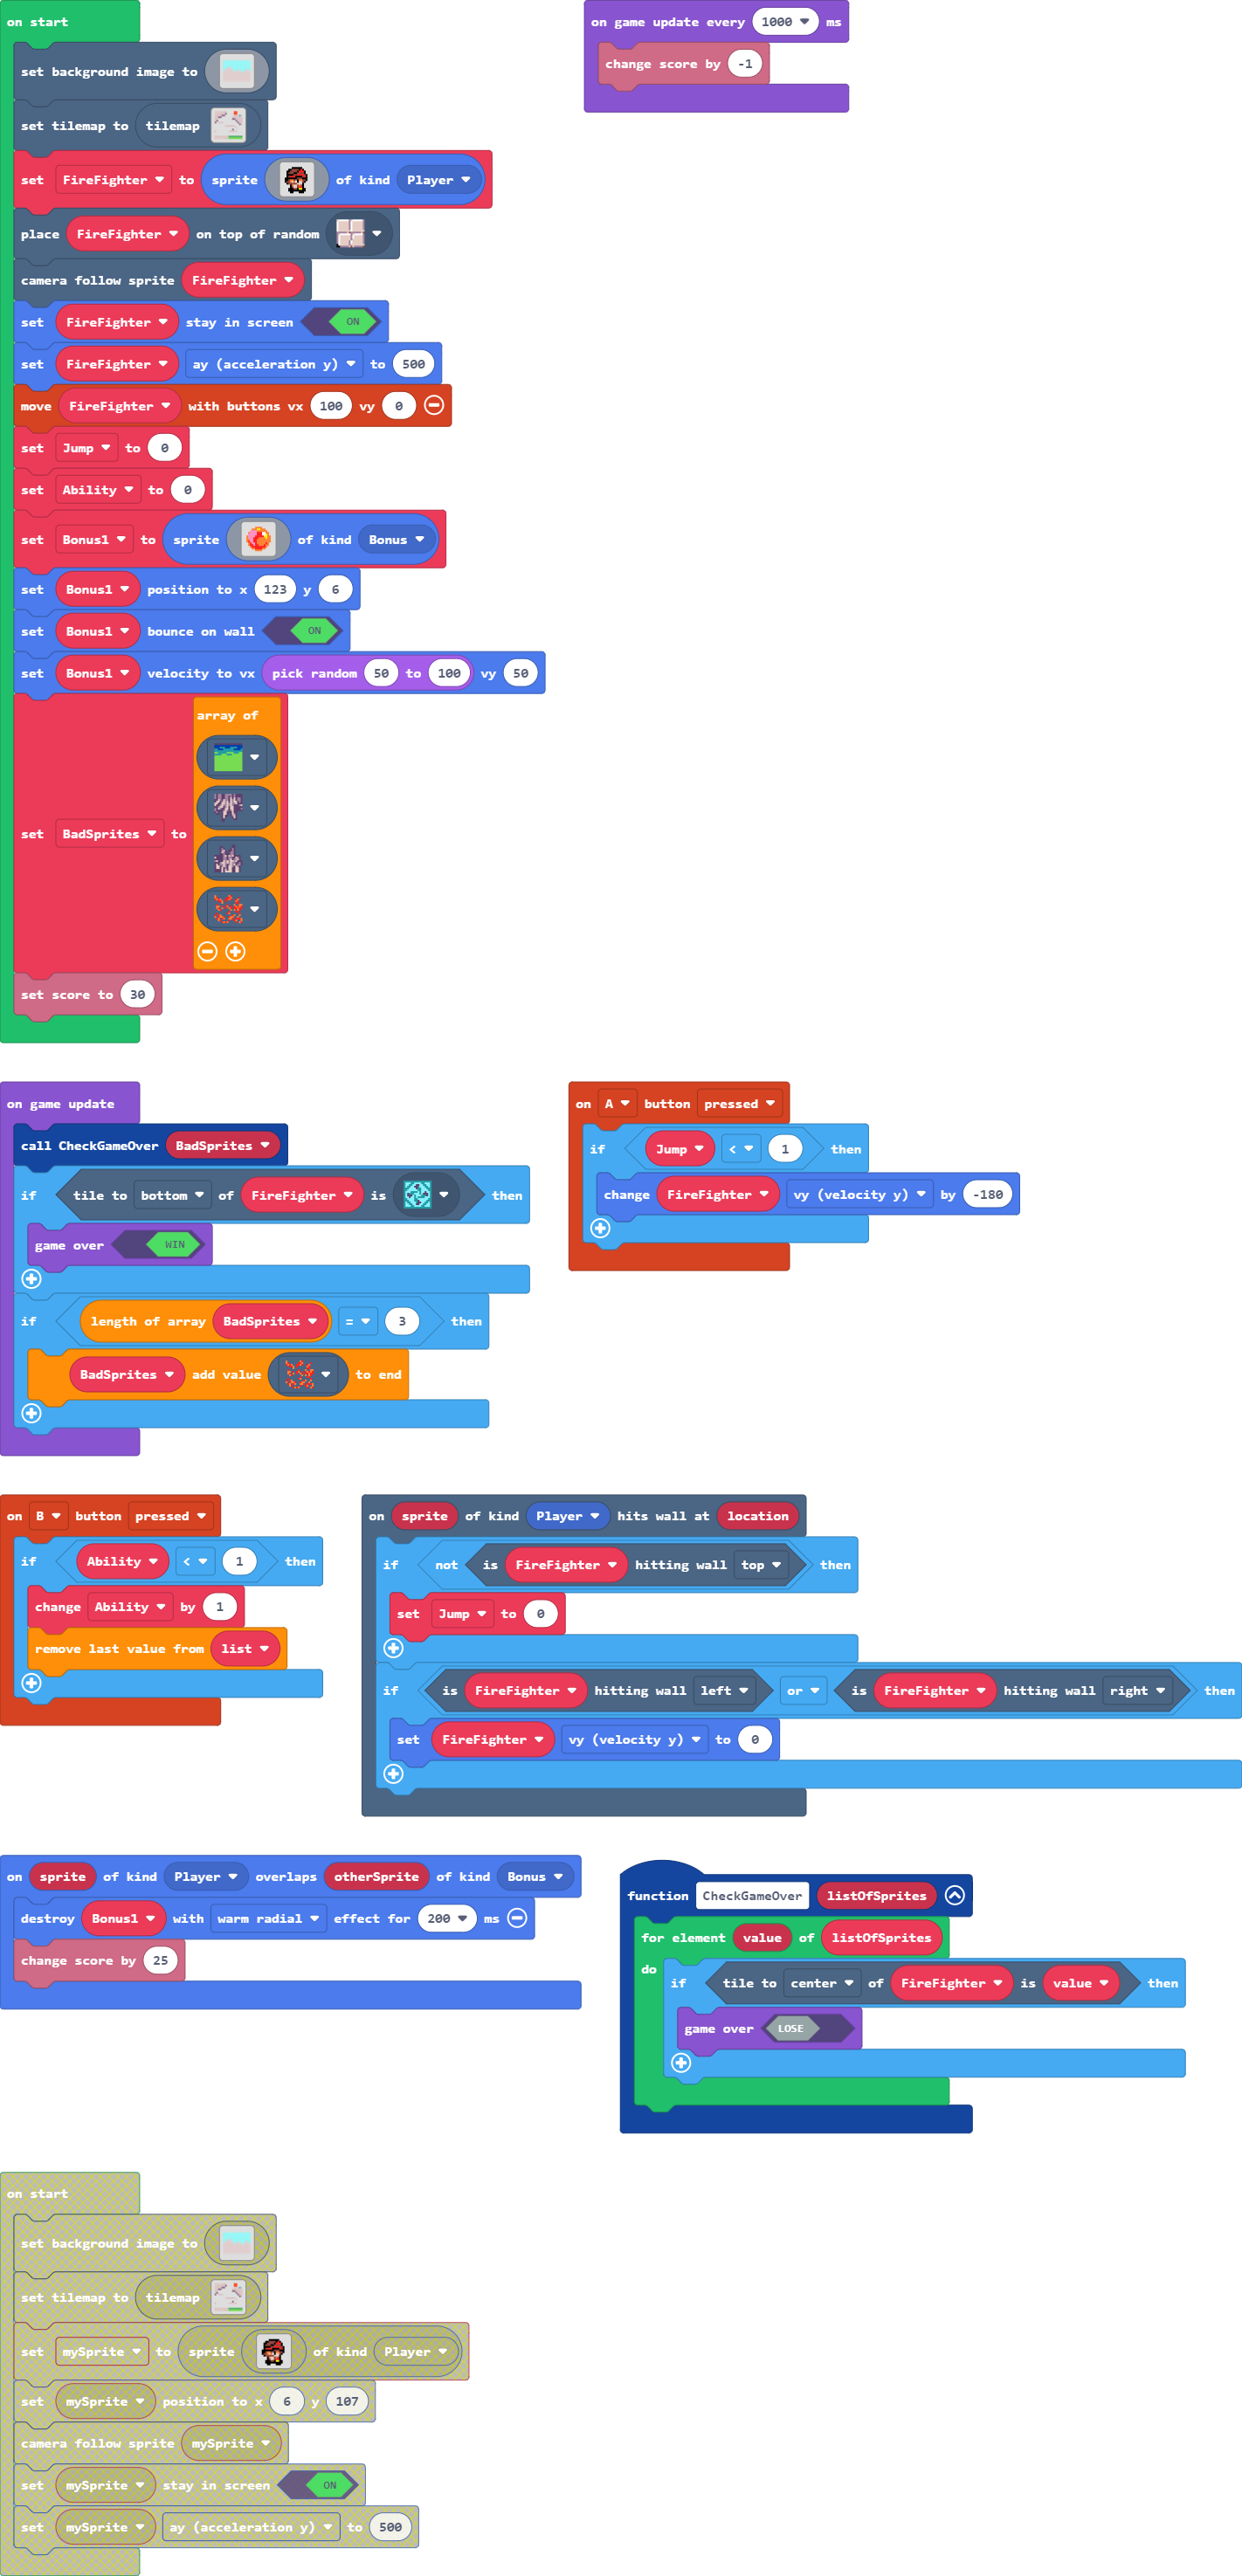 on start
set background image to
set tilemap to tilemap
set FireFighter to sprite of kind Player
place FireFighter on top of random
camera follow sprite FireFighter
set FireFighter stay in screen ON
set FireFighter ay (acceleration y) to 500
move FireFighter with buttons vx 100 vy 0
set Jump to 0
set Ability to 0
set Bonus1 to sprite of kind Bonus
set Bonus1 position to x 123 y 6
set Bonus1 bounce on wall ON
set Bonus1 velocity to vx pick random 50 to 100 vy 50
array of
set BadSprites to
set score to 30
on game update every 1000 ms
change score by -1
on game update
call CheckGameOver BadSprites
if tile to bottom of FireFighter is then
game over WIN
if length of array BadSprites = 3 then
BadSprites add value to end
on A button pressed
if Jump < 1 then
change FireFighter vy (velocity y) by -180
on B button pressed
if Ability < 1 then
change Ability by 1
remove last value from list
on sprite of kind Player hits wall at location
if not is FireFighter hitting wall top then
set Jump to 0
if is FireFighter hitting wall left or is FireFighter hitting wall right then
set FireFighter vy (velocity y) to 0
on sprite of kind Player overlaps otherSprite of kind Bonus
destroy Bonus1 with warm radial effect for 200 ms
change score by 25
function CheckGameOver listOfSprites
for element value of listOfSprites
do
if tile to center of FireFighter is value then
game over LOSE
on start
set background image to
set tilemap to tilemap
set mySprite to sprite of kind Player
set mySprite position to x 6 y 107
camera follow sprite mySprite
set mySprite stay in screen ON
set mySprite ay (acceleration y) to 500